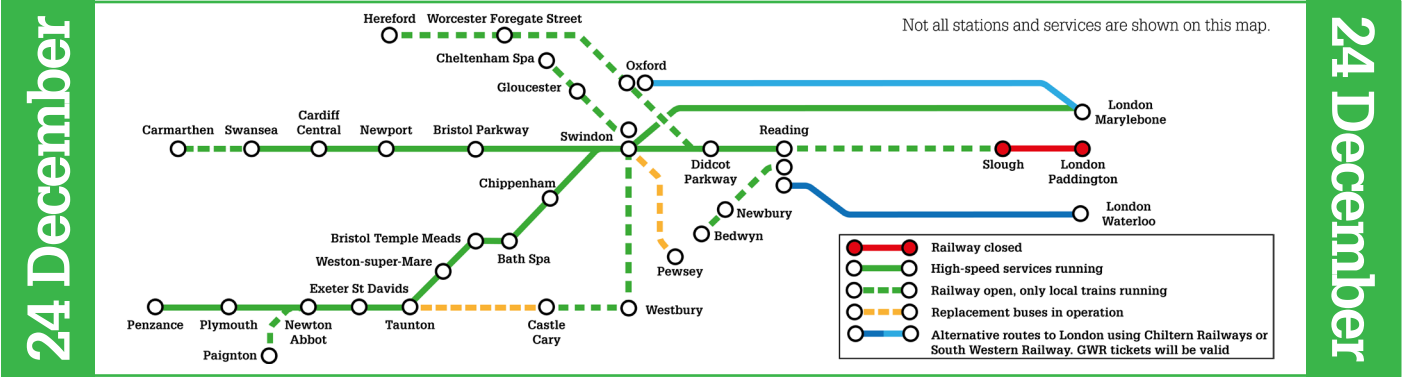 24 December
Hereford
Worcester Foregate Street
Not all stations and services are shown on this map.
Cheltenham Spa
Oxford
Gloucester
London
Marylebone
Carmarthen
Swansea
Cardiff
Central
Newport
Bristol Parkway
Swindon
Reading
Didcot
Parkway
Slough
London
Paddington
Chippenham
Newbury
London
Waterloo
Bedwyn
Bristol Temple Meads
Bath Spa
Weston-super-Mare
Pewsey
Exeter St Davids
Westbury
Penzance
Plymouth
Newton
Abbot
Taunton
Castle
Cary
Paignton
Railway closed
High-speed services running
Railway open, only local trains running
Replacement buses in operation
Alternative routes to London using Chiltern Railways or
South Western Railway. GWR tickets will be valid
24 December